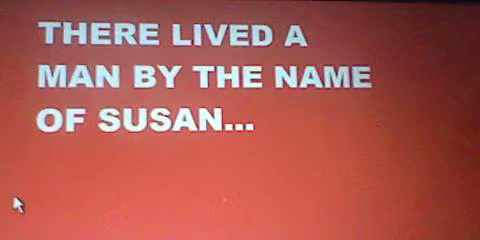 THERE LIVED A
MAN BY THE NAME
OF SUSAN...